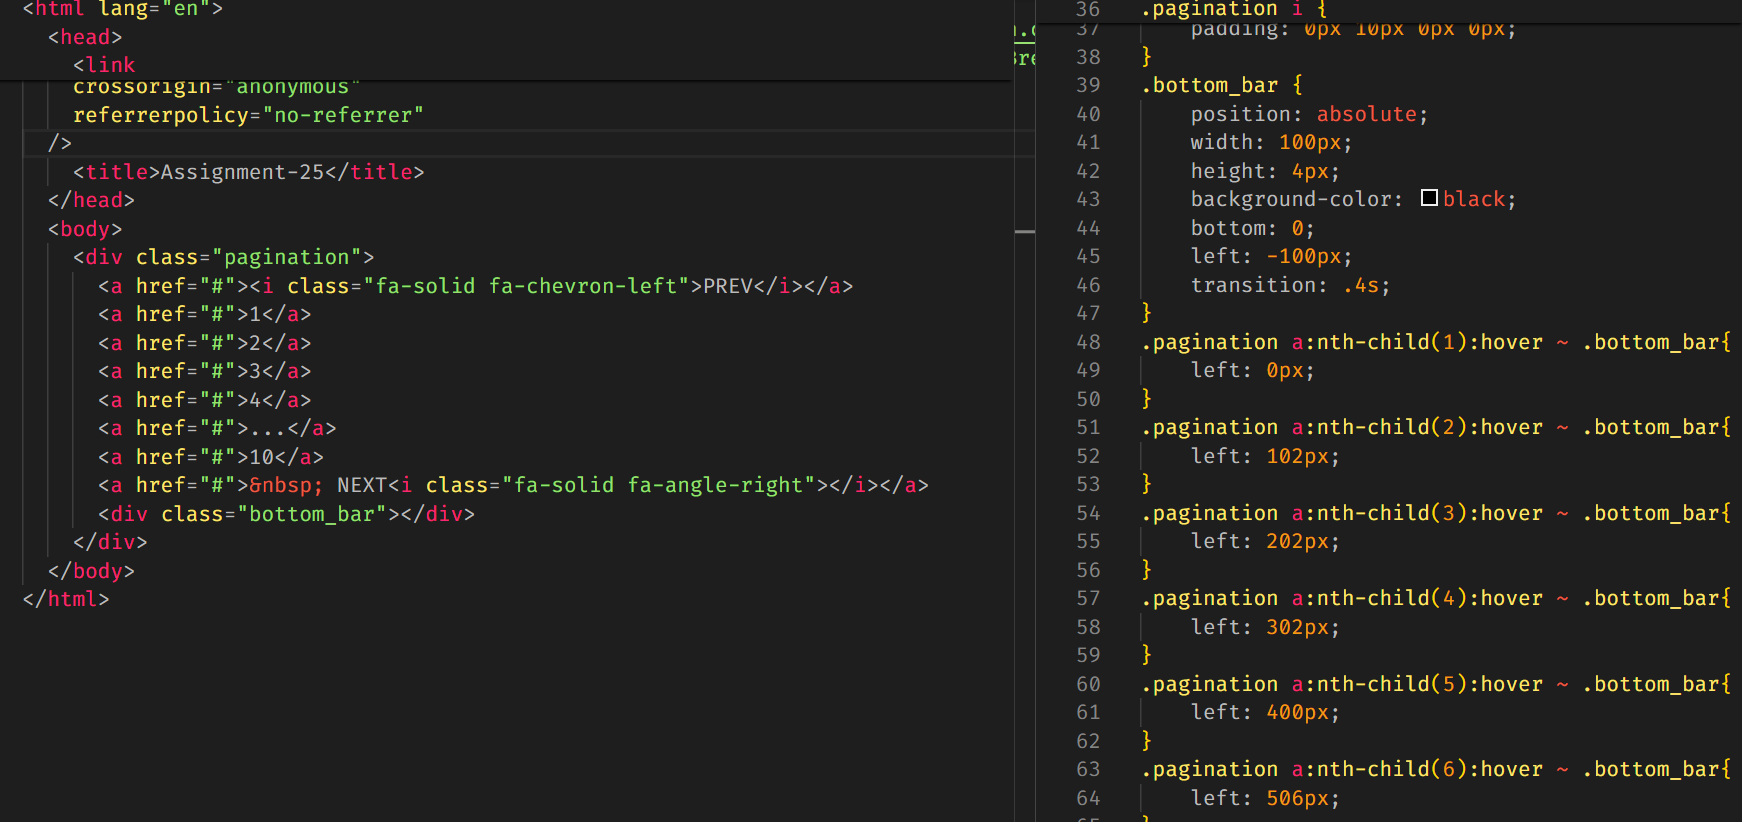 <html lang="en">
<head>
<link
crossorigin="anonymous"
referrerpolicy="no-referrer"
/>
<title>Assignment-25</title>
</head>
<body>
<div class="pagination">
<a href="#"><i class="fa-solid fa-chevron-left">PREV</i></a>
<a href="#">1</a>
<a href="#">2</a>
<a href="#">3</a>
<a href="#">4</a>
<a href="#">...</a>
<a href="#">10</a>
<a href="#">&nbsp; NEXT<i class="fa-solid fa-angle-right"></i></a>
<div class="bottom_bar"></div>
</div>
</body>
</html>
36 .pagination i {
37 padding: 0px 10px 0px 0px;
38 }
39 .bottom_bar {
40 position: absolute;
41 width: 100px;
42 height: 4px;
43 background-color: black;
44 bottom: 0;
45 left: -100px;
46 transition: .4s;
47 }
48 .pagination a:nth-child(1):hover ~ .bottom_bar{
49 left: 0px;
50 }
51 .pagination a:nth-child(2):hover ~ .bottom_bar{
52 left: 102px;
53 }
54 .pagination a:nth-child(3):hover ~ .bottom_bar{
55 left: 202px;
56 }
57 .pagination a:nth-child(4):hover ~ .bottom_bar{
58 left: 302px;
59 }
60 .pagination a:nth-child(5):hover ~ .bottom_bar{
61 left: 400px;
62 }
63 .pagination a:nth-child(6):hover ~ .bottom_bar{
64 left: 506px;